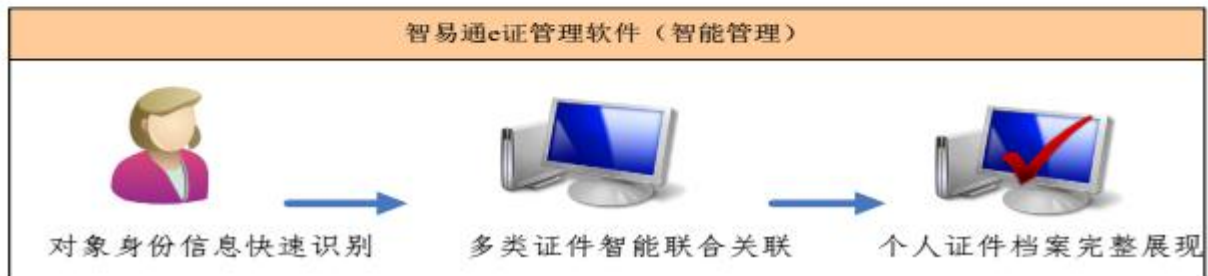 智易通e证管理软件（智能管理）
对象身份信息快速识别
多类证件智能联合关联
个人证件档案完整展现